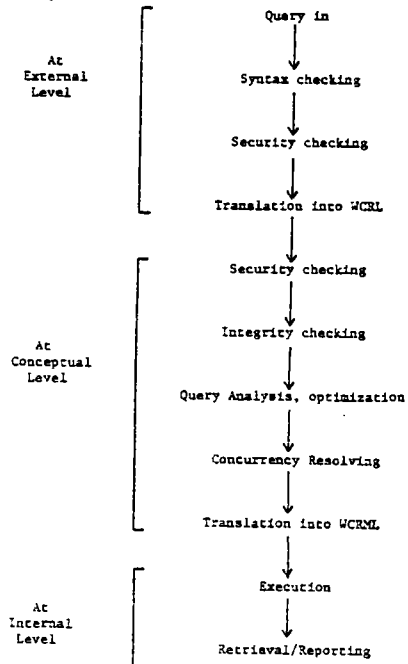 Query in
At
External
Level
Syntax checking
Security checking
Translation into WCRL
Security checking
At
Conceptual
Level
Integrity checking
Query Analysis, optimization
Concurrency Resolving
Translation into WCRML
At
Internal
Level
Execution
Retrieval/Reporting